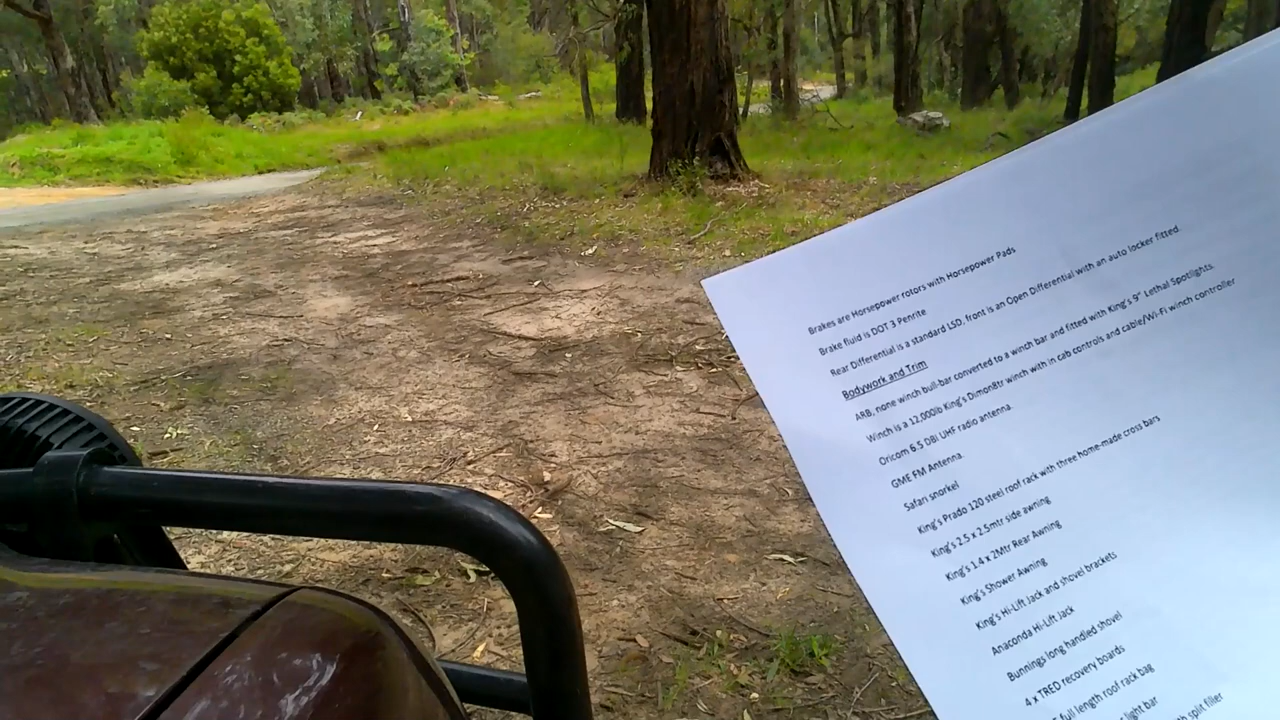 Brakes are Horsepower rotors with Horsepower Pads
Brake fluid is DOT 3 Penrite
Rear Differential is a standard LSD, front is an Open Differential with an auto locker fitted.
Bodywork and Trim
ARB, none winch bull-bar converted to a winch bar and fitted with King's 9" Lethal Spotlights.
Winch is a 12,000lb King's Dimon8tr winch with in cab controls and cable/Wi-Fi winch controller
Oricom 6.5 DBI UHF radio antenna.
GME FM Antenna.
Safari snorkel
King's Prado 120 steel roof rack with three home-made cross bars
King's 2.5 x 2.5mtr side awning
King's 1.4 x 2Mtr Rear Awning
King's Shower Awning
King's Hi-Lift Jack and shovel brackets
Anaconda Hi-Lift Jack
Bunnings long handled shovel
4 x TRED recovery boards
full length roof rack bag
light bar
split filler